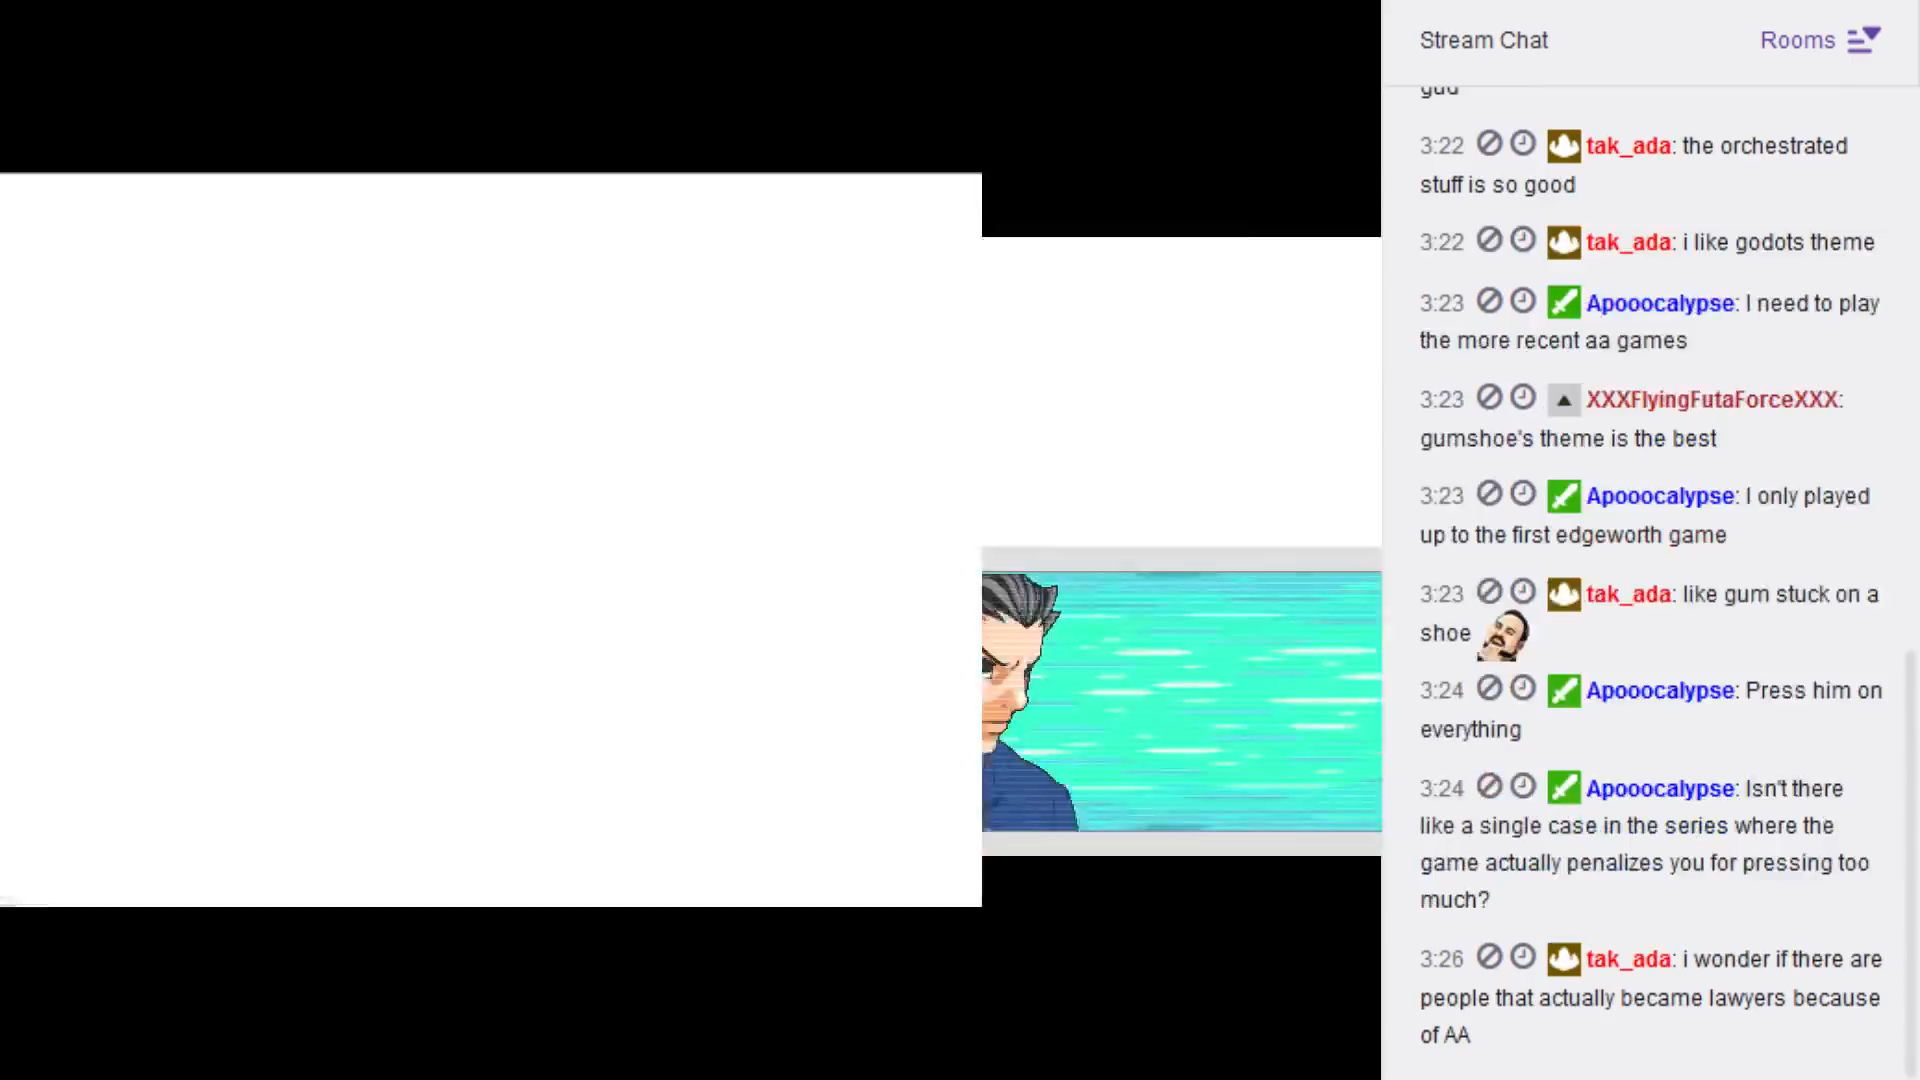 Stream Chat
Rooms
gud
3:22 tak_ada: the orchestrated
stuff is so good
3:22 tak_ada: i like godots theme
3:23 Apooocalypse: I need to play
the more recent aa games
3:23 XXXFlyingFutaForceXXX:
gumshoe's theme is the best
3:23 Apooocalypse: I only played
up to the first edgeworth game
3:23 tak_ada: like gum stuck on a
shoe
3:24 Apooocalypse: Press him on
everything
3:24 Apooocalypse: Isn't there
like a single case in the series where the
game actually penalizes you for pressing too
much?
3:26 tak_ada: i wonder if there are
people that actually became lawyers because
of AA